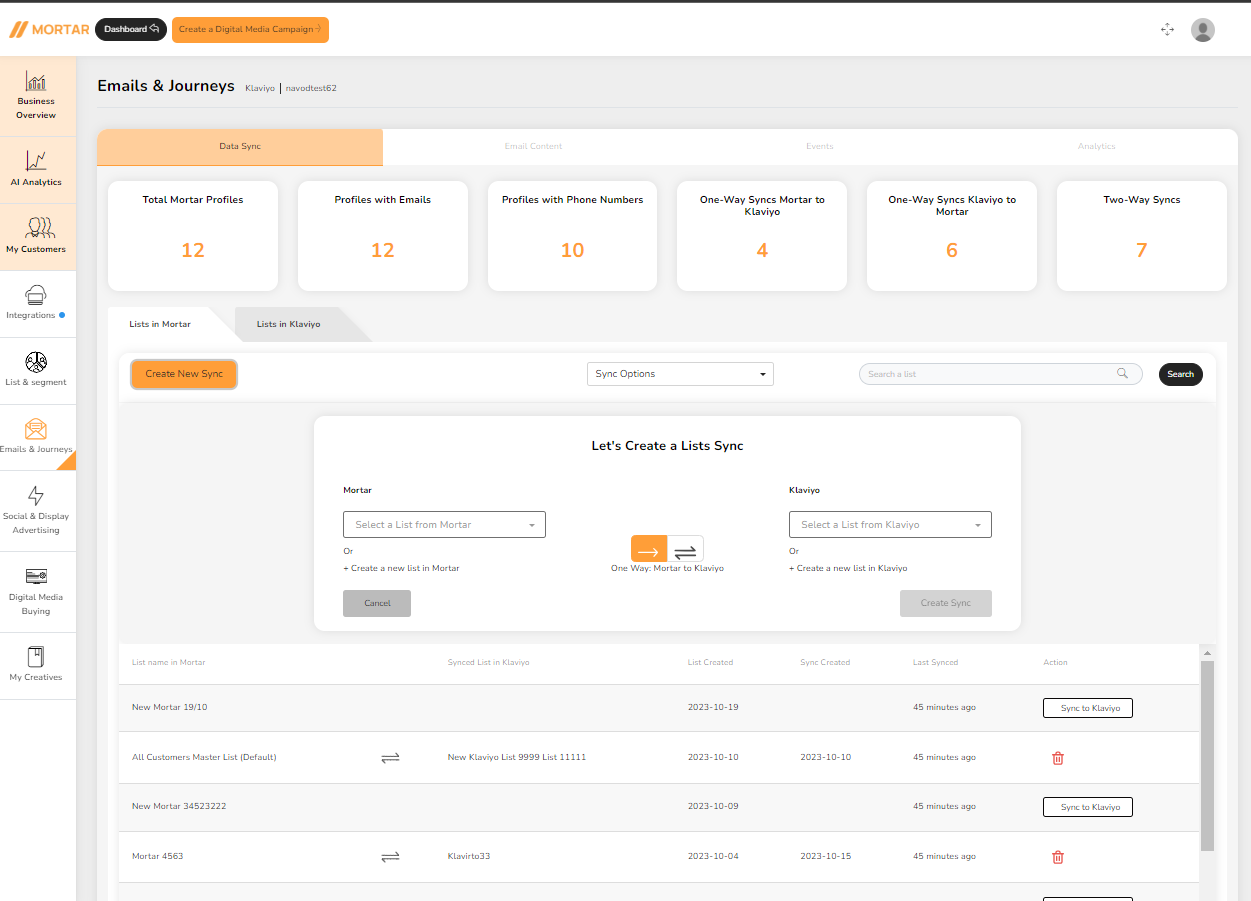 MORTAR
Dashboard
Create a Digital Media Campaign
Business
Overview
AI Analytics
My Customers
Integrations
List & segment
Emails & Journeys
Social & Display
Advertising
Digital Media
Buying
My Creatives
Emails & Journeys Klaviyo | navodtest62
Data Sync Email Content Events Analytics
Total Mortar Profiles
12
Profiles with Emails
12
Profiles with Phone Numbers
10
One-Way Syncs Mortar to
Klaviyo
4
One-Way Syncs Klaviyo to
Mortar
6
Two-Way Syncs
7
Lists in Mortar Lists in Klaviyo
Create New Sync Sync Options Search a list Search
Let's Create a Lists Sync
Mortar
Select a List from Mortar
Or
+ Create a new list in Mortar
Cancel
One Way: Mortar to Klaviyo
Klaviyo
Select a List from Klaviyo
Or
+ Create a new list in Klaviyo
Create Sync
List name in Mortar Synced List in Klaviyo List Created Sync Created Last Synced Action
New Mortar 19/10 2023-10-19 45 minutes ago Sync to Klaviyo
All Customers Master List (Default) New Klaviyo List 9999 List 11111 2023-10-10 2023-10-10 45 minutes ago
New Mortar 34523222 2023-10-09 45 minutes ago Sync to Klaviyo
Mortar 4563 Klavirto33 2023-10-04 2023-10-15 45 minutes ago